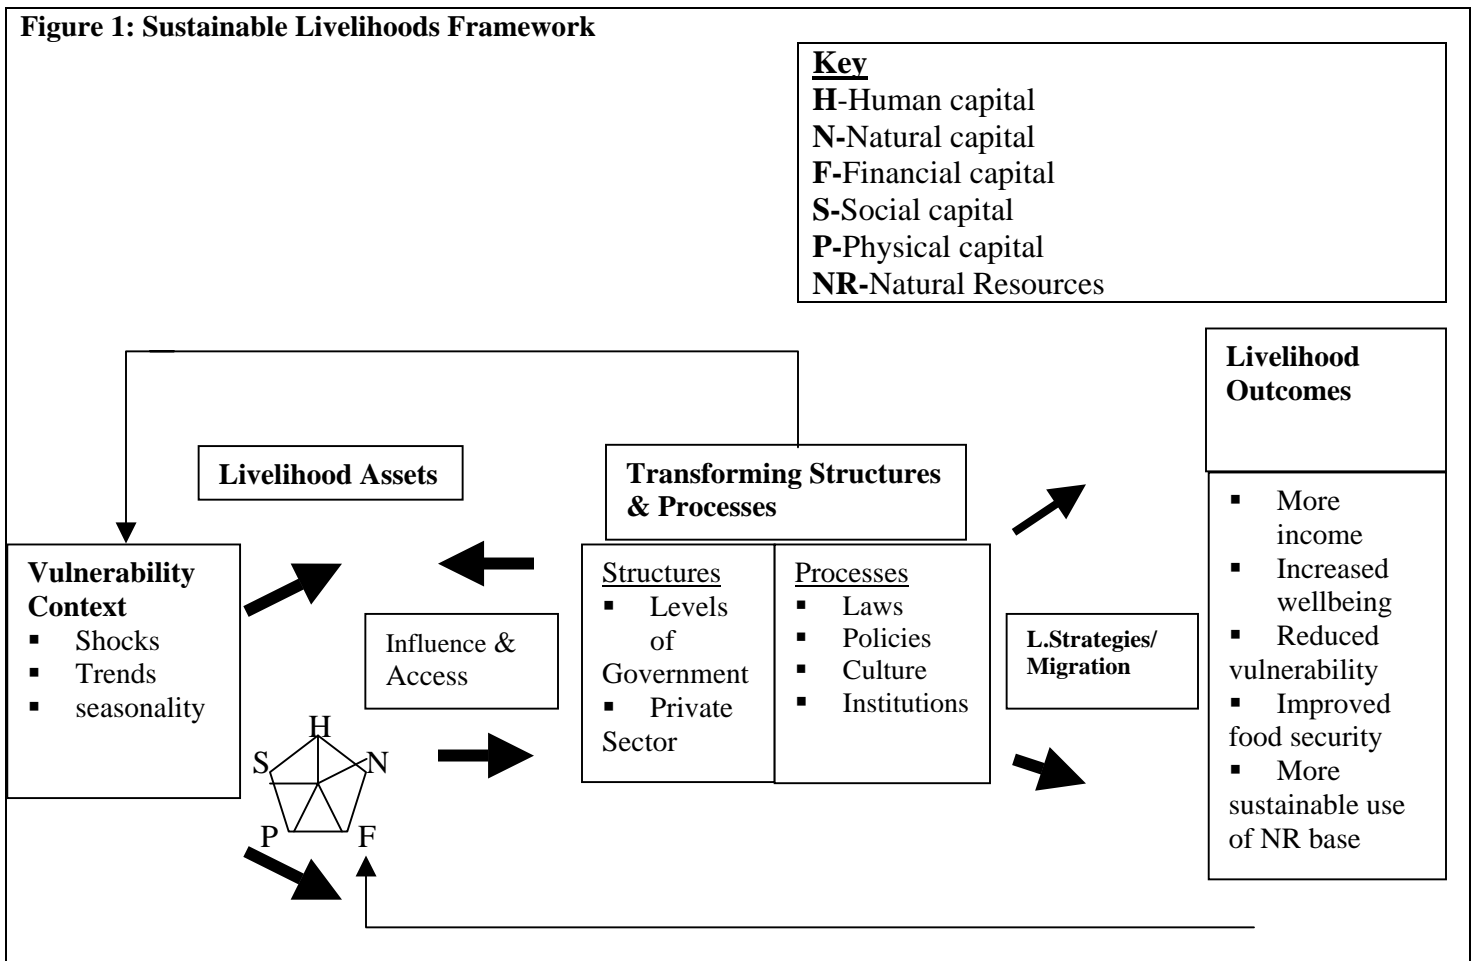 Figure 1: Sustainable Livelihoods Framework
Key
H-Human capital
N-Natural capital
F-Financial capital
S-Social capital
P-Physical capital
NR-Natural Resources
Livelihood
Outcomes
Livelihood Assets
Transforming Structures
& Processes
Vulnerability
Context
▪ Shocks
▪ Trends
▪ seasonality
Influence &
Access
H
S
N
P
F
Structures
▪ Levels
of
Government
▪ Private
Sector
Processes
▪ Laws
▪ Policies
▪ Culture
▪ Institutions
L.Strategies/
Migration
▪ More
income
▪ Increased
wellbeing
▪ Reduced
vulnerability
▪ Improved
food security
▪ More
sustainable use
of NR base